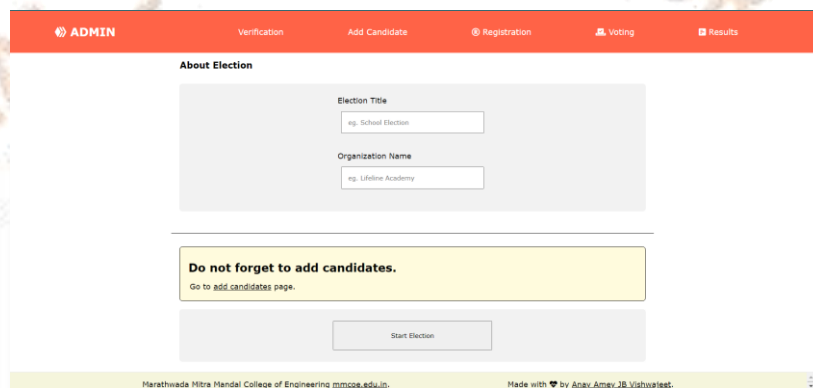 ADMIN Verification Add Candidate Registration Voting Results
About Election
Election Title
eg. School Election
Organization Name
eg. Lifeline Academy
Do not forget to add candidates.
Go to add candidates page.
Start Election
Marathwada Mitra Mandal College of Engineering mmcoe.edu.in. Made with by Anay Amey JB Vishwajeet.